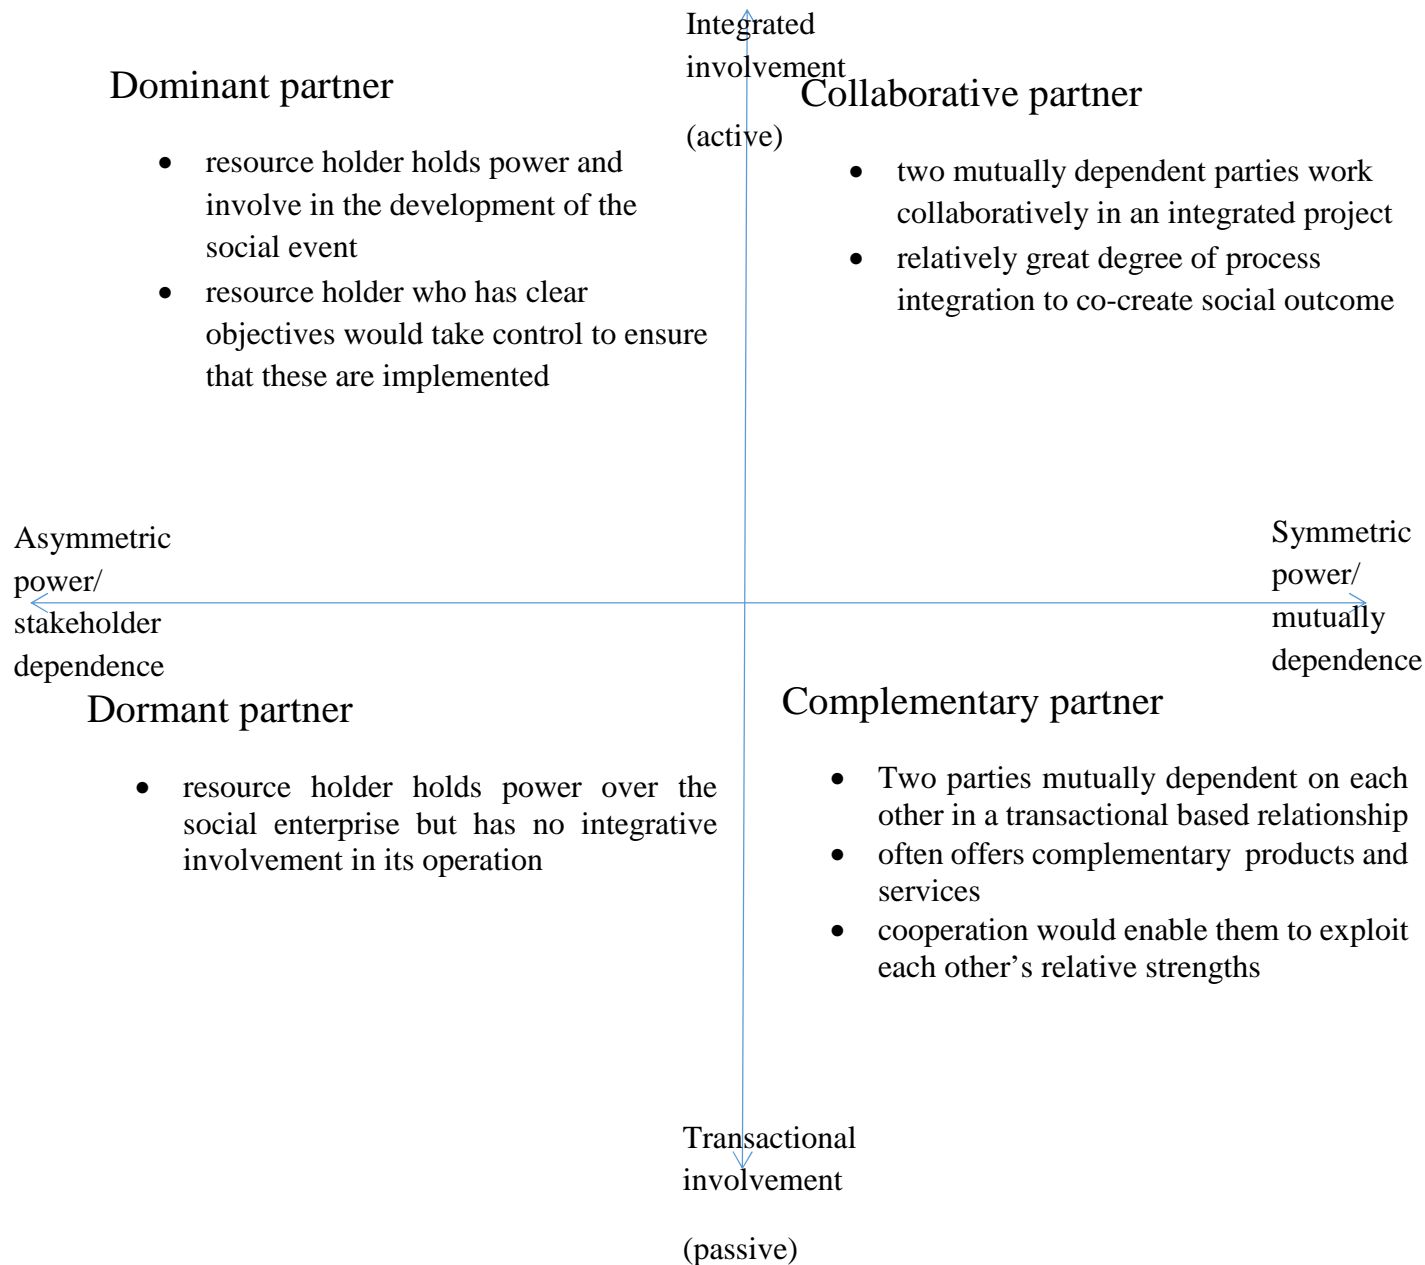 Integrated
involvement
(active)
Dominant partner
• resource holder holds power and
involve in the development of the
social event
• resource holder who has clear
objectives would take control to ensure
that these are implemented
Collaborative partner
• two mutually dependent parties work
collaboratively in an integrated project
• relatively great degree of process
integration to co-create social outcome
Asymmetric
power/
stakeholder
dependence
Symmetric
power/
mutually
dependence
Dormant partner
• resource holder holds power over the
social enterprise but has no integrative
involvement in its operation
Complementary partner
• Two parties mutually dependent on each
other in a transactional based relationship
• often offers complementary products and
services
• cooperation would enable them to exploit
each other’s relative strengths
Transactional
involvement
(passive)